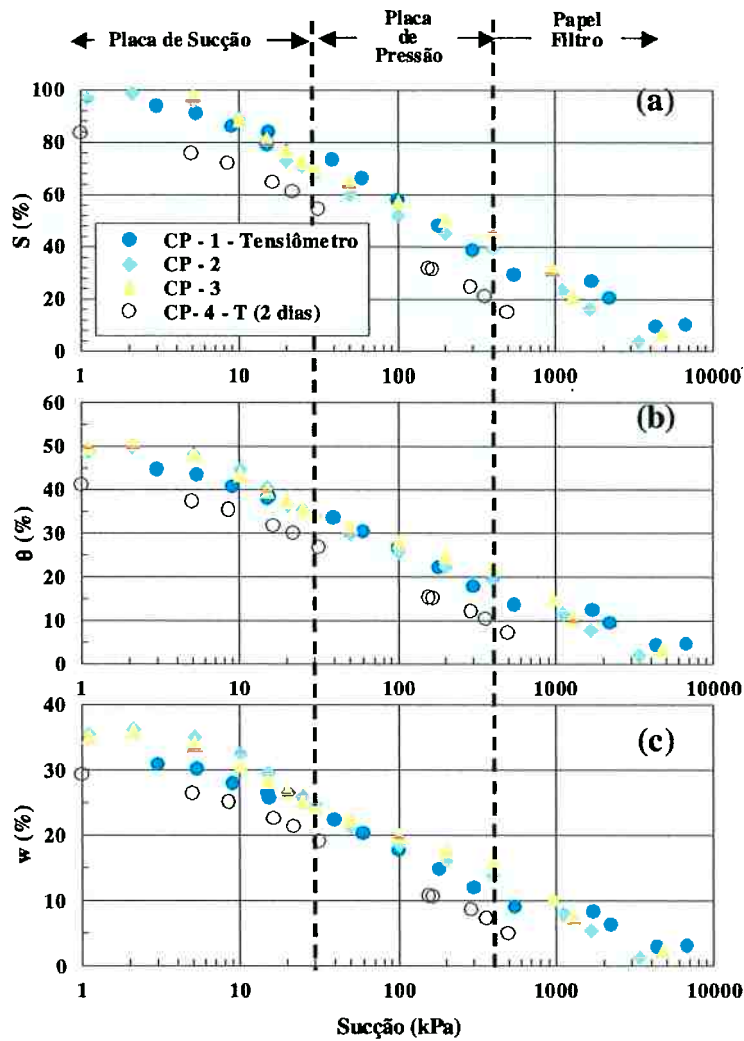 Placa de Sucção
Placa
de
Pressão
Papel
Filtro
(a)
100
80
60
40
20
0
S (%)
CP - 1 - Tensiômetro
CP - 2
CP - 3
CP- 4 - T (2 dias)
1 10 100 1000 10000
(b)
60
50
40
30
20
10
0
θ (%)
1 10 100 1000 10000
(c)
40
30
20
10
0
w (%)
1 10 100 1000 10000
Sucção (kPa)